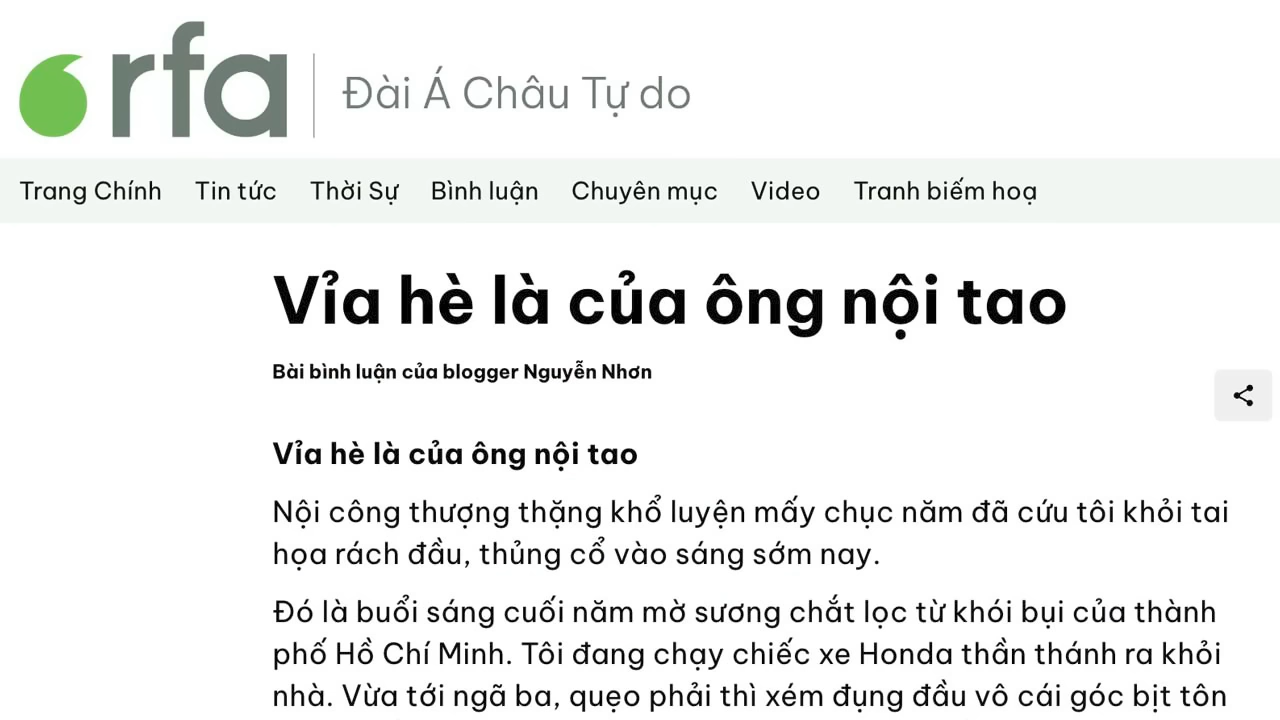 rfa
Đài Á Châu Tự do
Trang Chính Tin tức Thời Sự Bình luận Chuyên mục Video Tranh biếm hoạ
Vỉa hè là của ông nội tao
Bài bình luận của blogger Nguyễn Nhơn
Vỉa hè là của ông nội tao
Nội công thượng thặng khổ luyện mấy chục năm đã cứu tôi khỏi tai
họa rách đầu, thủng cổ vào sáng sớm nay.
Đó là buổi sáng cuối năm mờ sương chắt lọc từ khói bụi của thành
phố Hồ Chí Minh. Tôi đang chạy chiếc xe Honda thần thánh ra khỏi
nhà. Vừa tới ngã ba, quẹo phải thì xém đụng đầu vô cái góc bịt tôn